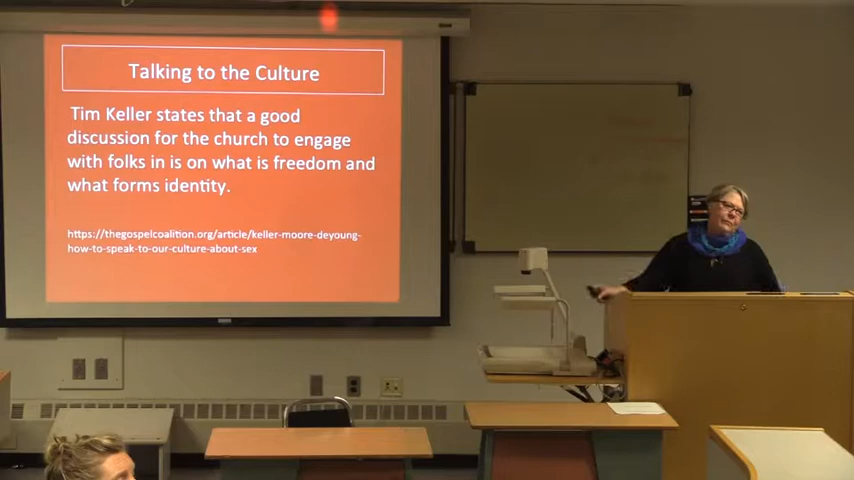 Talking to the Culture
Tim Keller states that a good
discussion for the church to engage
with folks in is on what is freedom and
what forms identity.
https://thegospelcoalition.org/article/keller-moore-deyoung-
how-to-speak-to-our-culture-about-sex